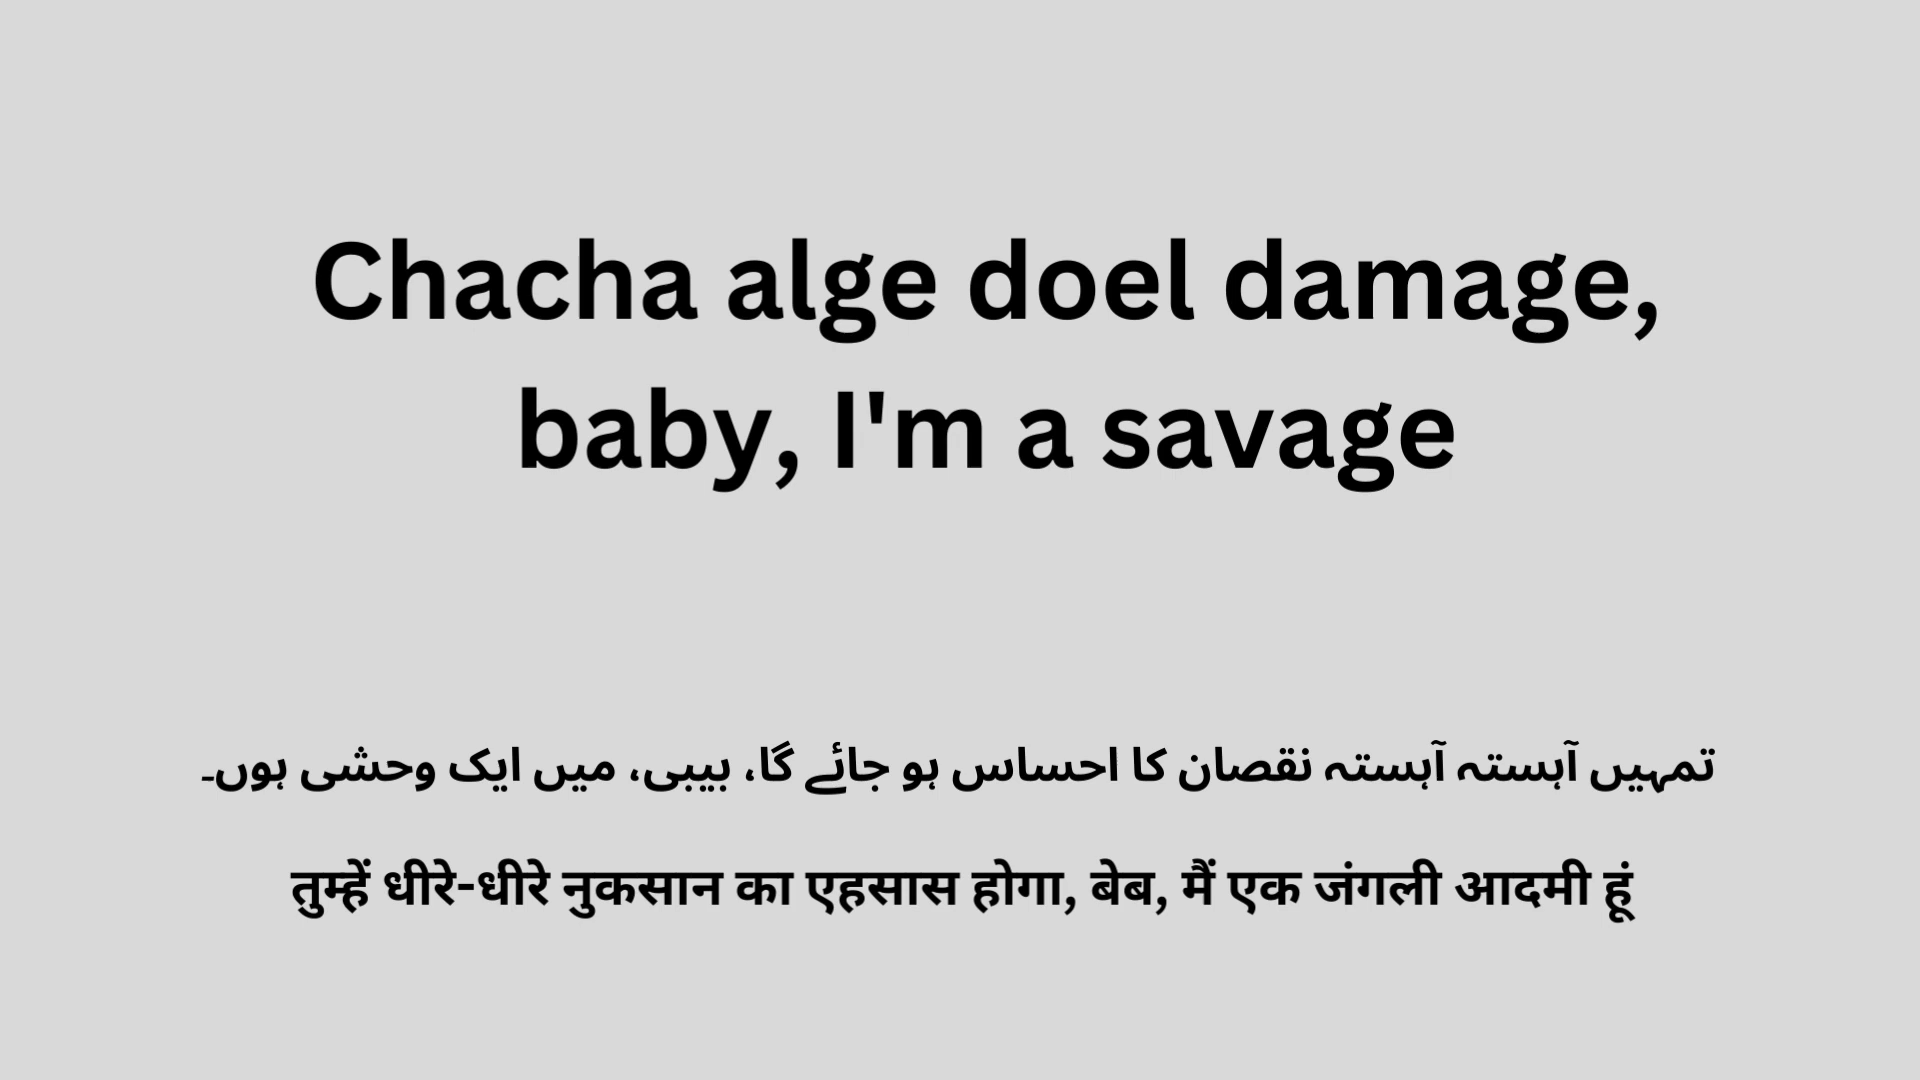 Chacha alge doel damage,
baby, I'm a savage
تمہیں آہستہ آہستہ نقصان کا احساس ہو جائے گا، بیبی، میں ایک وحشی ہوں۔
तुम्हें धीरे-धीरे नुकसान का एहसास होगा, बेब, मैं एक जंगली आदमी हूं